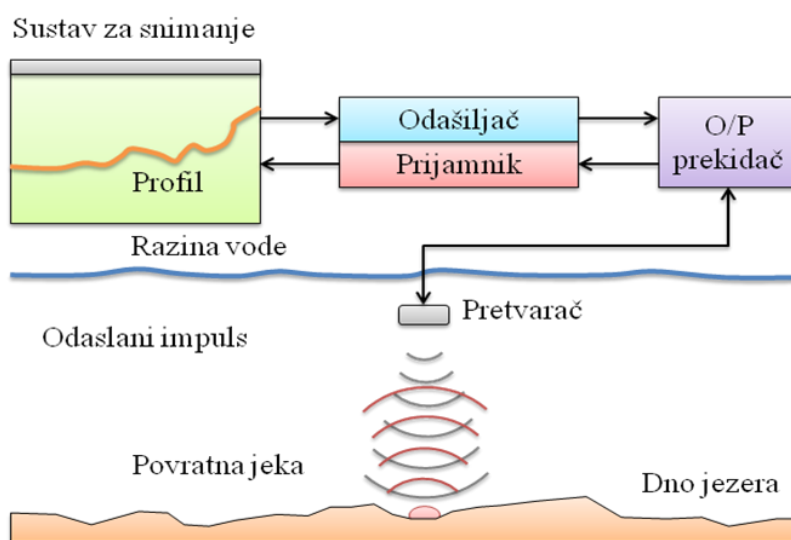 Sustav za snimanje
Profil
Odašiljač
Prijamnik
O/P
prekidač
Razina vode
Pretvarač
Odaslani impuls
Povratna jeka
Dno jezera